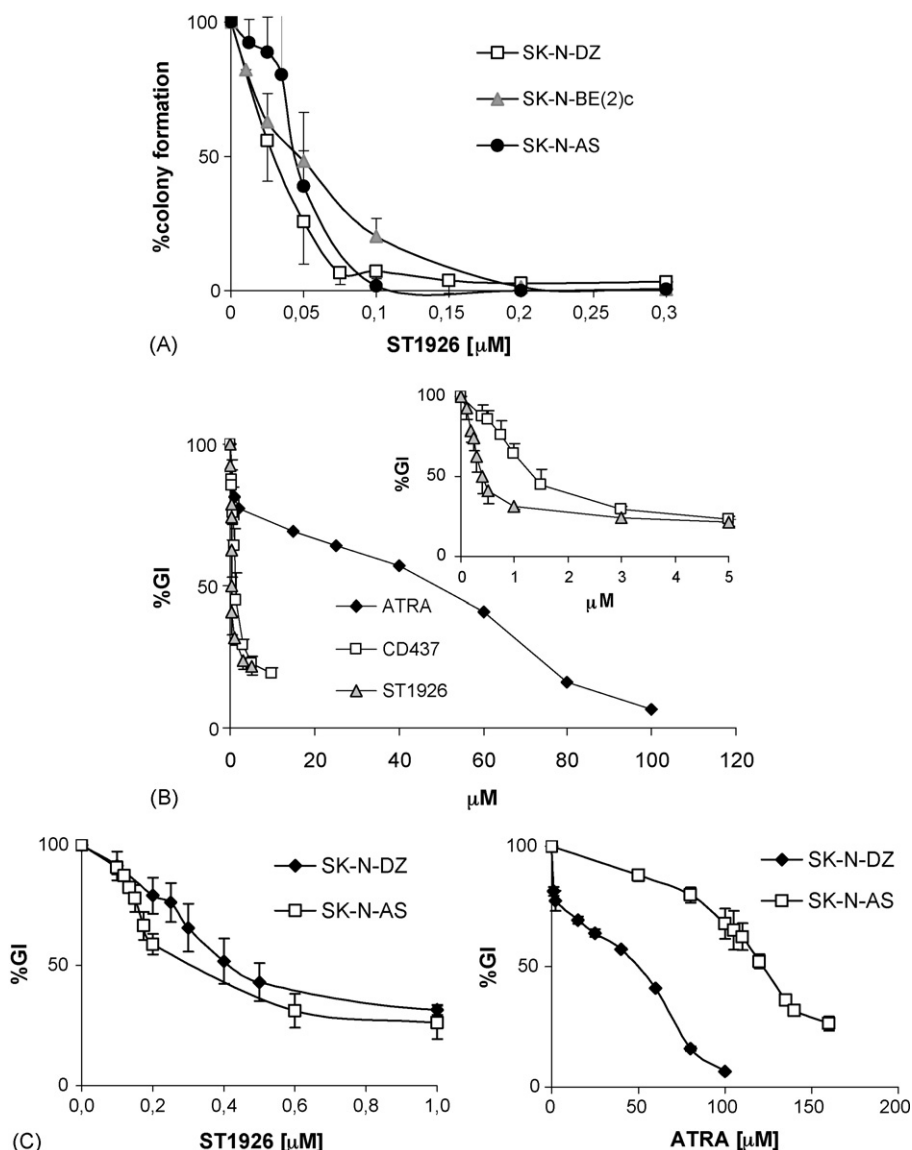 100
50
0
%colony formation
SK-N-DZ
SK-N-BE(2)c
SK-N-AS
0 0,05 0,1 0,15 0,2 0,25 0,3
(A) ST1926 [μM]
100
50
0
%GI
ATRA
CD437
ST1926
0 20 40 60 80 100 120
(B) μM
100
50
0
%GI
0 1 2 3 4 5
μM
100
50
0
%GI
SK-N-DZ
SK-N-AS
0,0 0,2 0,4 0,6 0,8 1,0
(C) ST1926 [μM]
100
50
0
%GI
SK-N-DZ
SK-N-AS
0 50 100 150 200
ATRA [μM]